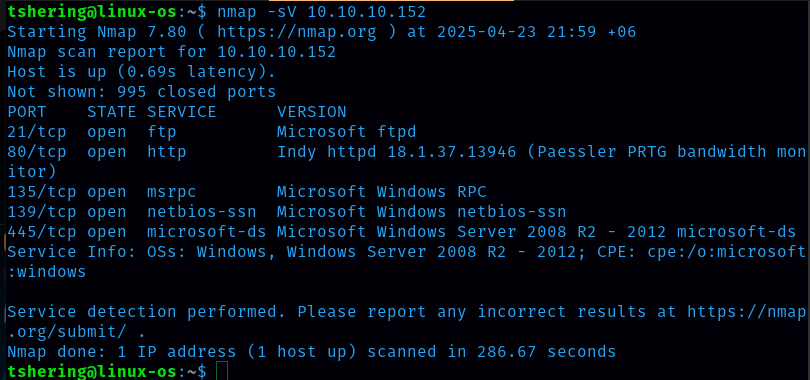 tshering@linux-os:~$ nmap -sV 10.10.10.152
Starting Nmap 7.80 ( https://nmap.org ) at 2025-04-23 21:59 +06
Nmap scan report for 10.10.10.152
Host is up (0.69s latency).
Not shown: 995 closed ports
PORT    STATE SERVICE      VERSION
21/tcp  open  ftp          Microsoft ftpd
80/tcp  open  http         Indy httpd 18.1.37.13946 (Paessler PRTG bandwidth mon
itor)
135/tcp open  msrpc        Microsoft Windows RPC
139/tcp open  netbios-ssn  Microsoft Windows netbios-ssn
445/tcp open  microsoft-ds Microsoft Windows Server 2008 R2 - 2012 microsoft-ds
Service Info: OSs: Windows, Windows Server 2008 R2 - 2012; CPE: cpe:/o:microsoft
:windows

Service detection performed. Please report any incorrect results at https://nmap
.org/submit/ .
Nmap done: 1 IP address (1 host up) scanned in 286.67 seconds
tshering@linux-os:~$